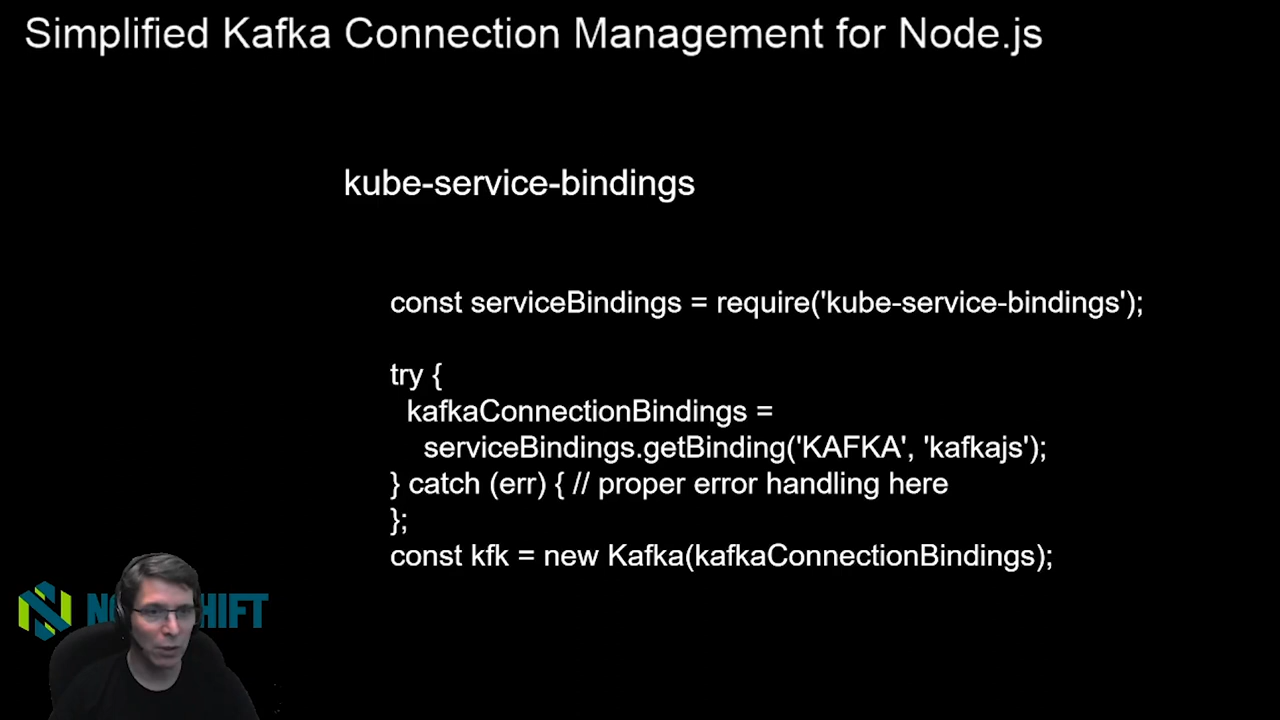 Simplified Kafka Connection Management for Node.js
kube-service-bindings
const serviceBindings = require('kube-service-bindings');
try {
kafkaConnectionBindings =
serviceBindings.getBinding('KAFKA', 'kafkajs');
} catch (err) { // proper error handling here
};
const kfk = new Kafka(kafkaConnectionBindings);